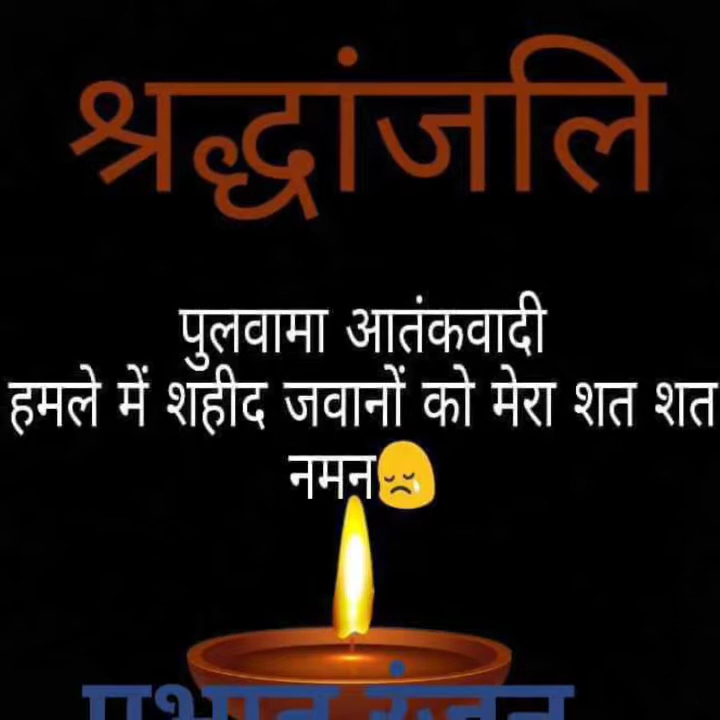 श्रद्धांजलि
पुलवामा आतंकवादी
हमले में शहीद जवानों को मेरा शत शत
नमन😢